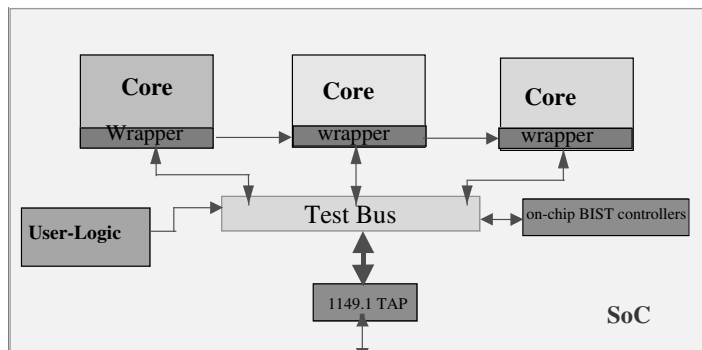 Core
Core
Core
Wrapper
wrapper
wrapper
Test Bus
User-Logic
on-chip BIST controllers
1149.1 TAP
SoC